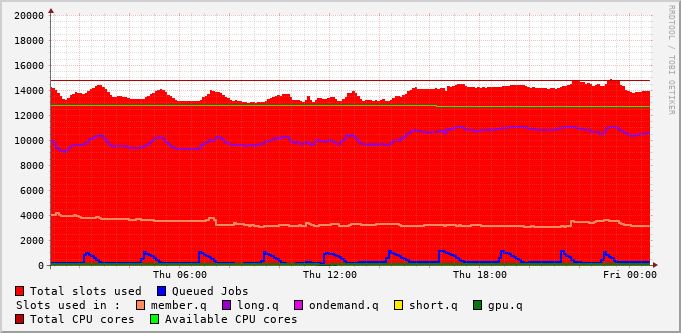 20000
18000
16000
14000
12000
10000
8000
6000
4000
2000
0
Thu 06:00 Thu 12:00 Thu 18:00 Fri 00:00
Total slots used Queued Jobs
Slots used in : member.q long.q ondemand.q short.q gpu.q
Total CPU cores Available CPU cores
RRDTOOL / TOBI OETIKER